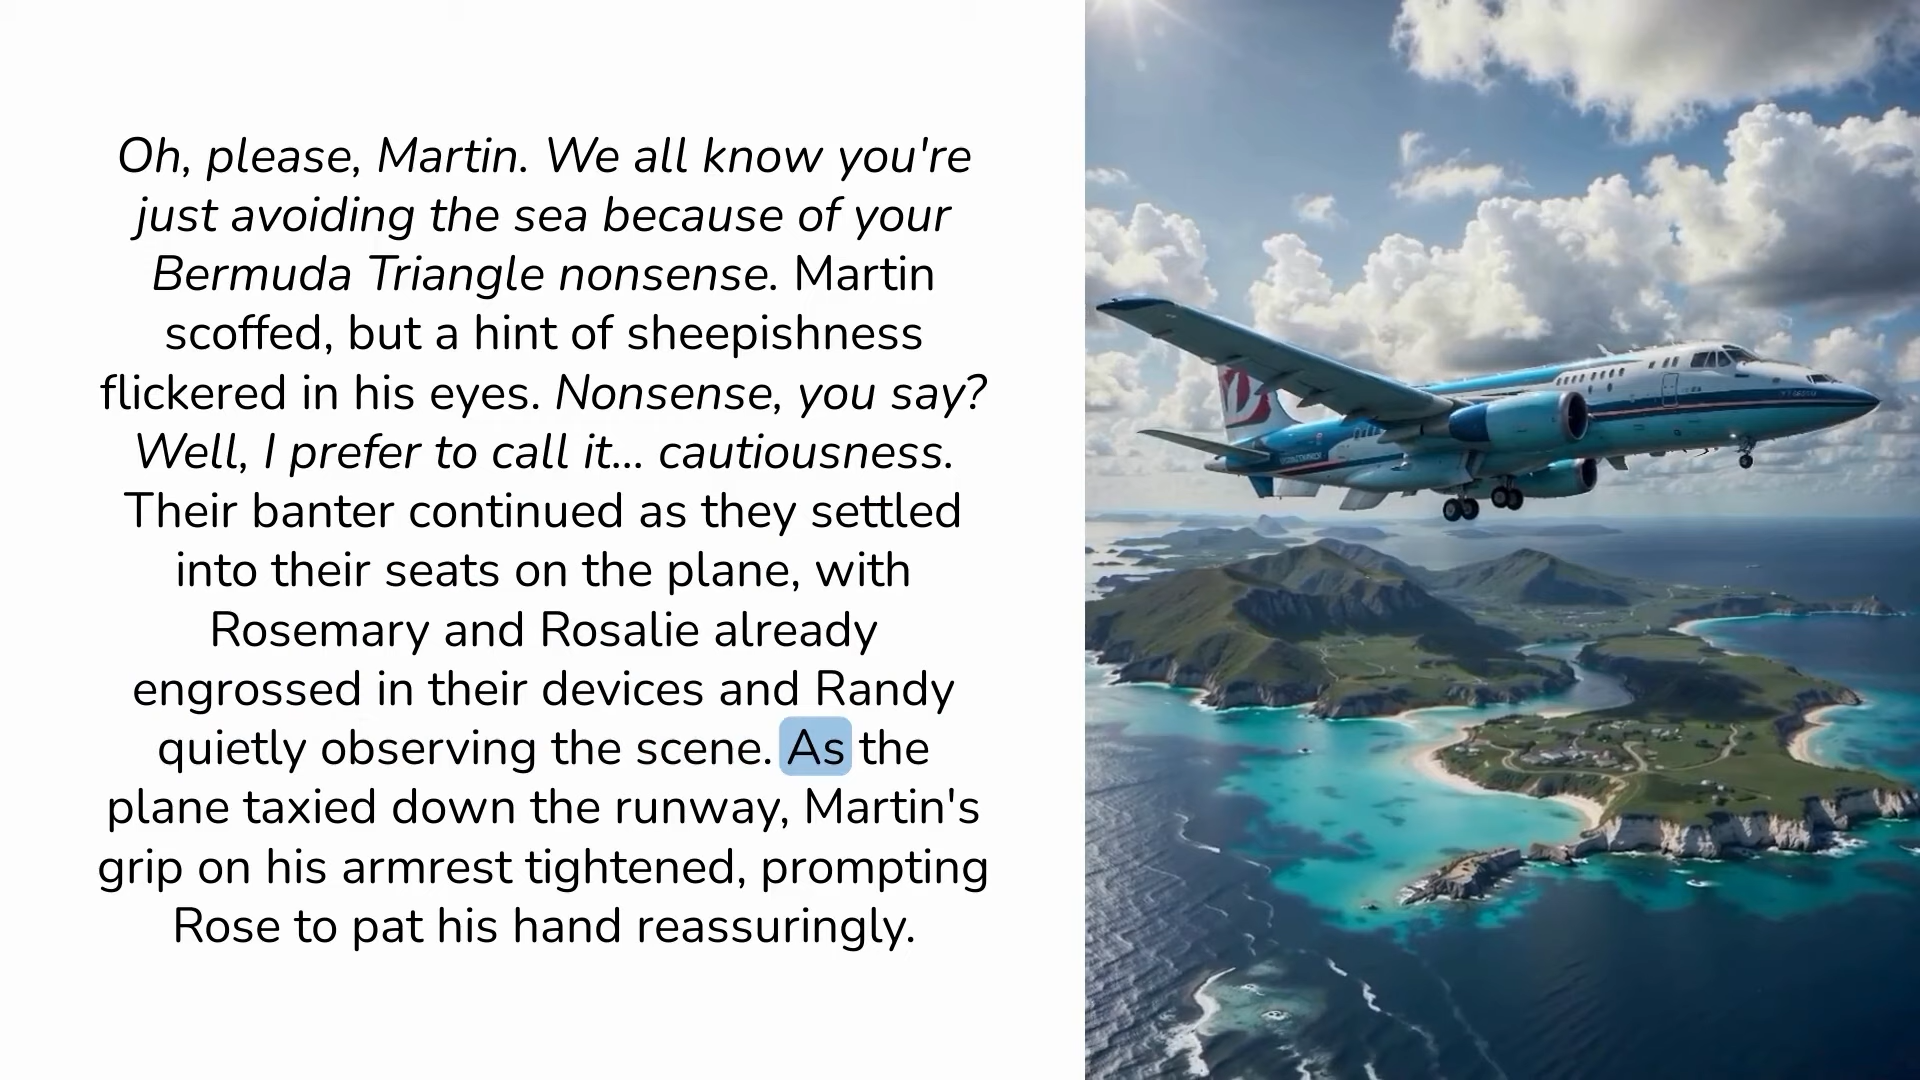 Oh, please, Martin. We all know you're
just avoiding the sea because of your
Bermuda Triangle nonsense. Martin
scoffed, but a hint of sheepishness
flickered in his eyes. Nonsense, you say?
Well, I prefer to call it... cautiousness.
Their banter continued as they settled
into their seats on the plane, with
Rosemary and Rosalie already
engrossed in their devices and Randy
quietly observing the scene. As the
plane taxied down the runway, Martin's
grip on his armrest tightened, prompting
Rose to pat his hand reassuringly.